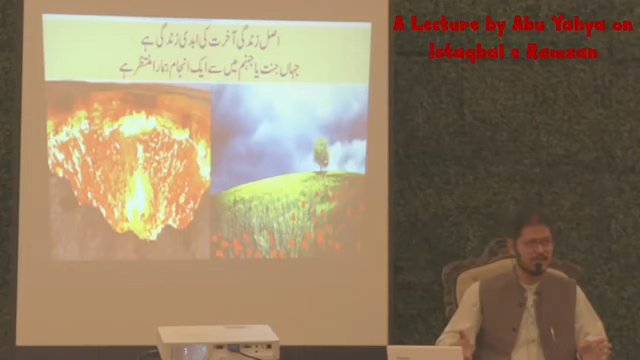 A Lecture by Abu Yahya on
Istaqbal e Ramzan
اصل زندگی آخرت کی ابدی زندگی ہے
جہاں جنت یا جہنم میں سے ایک انجام ہمارا منتظر ہے